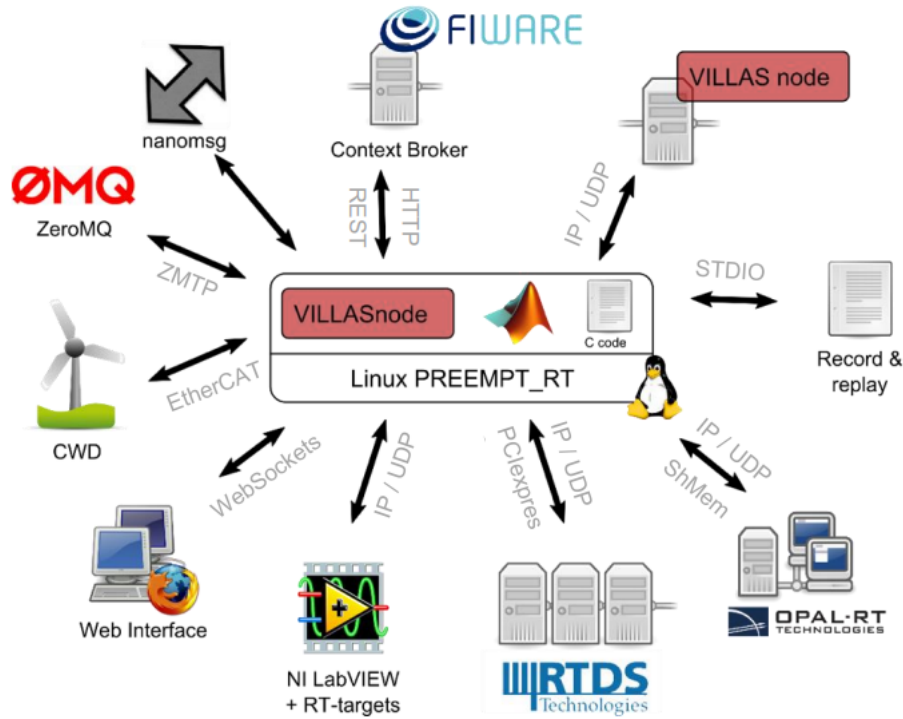 FIWARE
VILLAS node
nanomsg
Context Broker
ØMQ
ZeroMQ
REST
HTTP
IP / UDP
ZMTP
STDIO
VILLASnode
C code
Linux PREEMPT_RT
Record &
replay
EtherCAT
CWD
WebSockets
IP / UDP
PCIexpres
IP / UDP
IP / UDP
ShMem
Web Interface
NI LabVIEW
+ RT-targets
RTDS
Technologies
OPAL-RT
TECHNOLOGIES